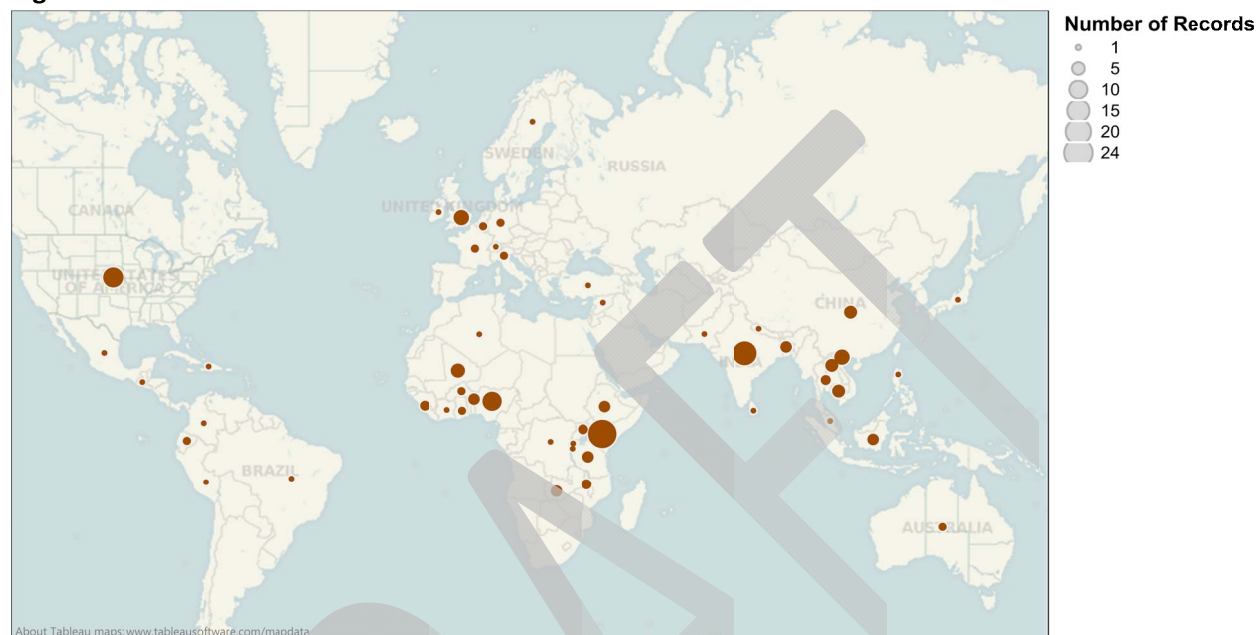 Number of Records
1
5
10
15
20
24
SWEDEN
RUSSIA
CANADA
UNITED KINGDOM
UNITED STATES
OF AMERICA
CHINA
INDIA
BRAZIL
AUSTRALIA
About Tableau maps: www.tableausoftware.com/mapdata